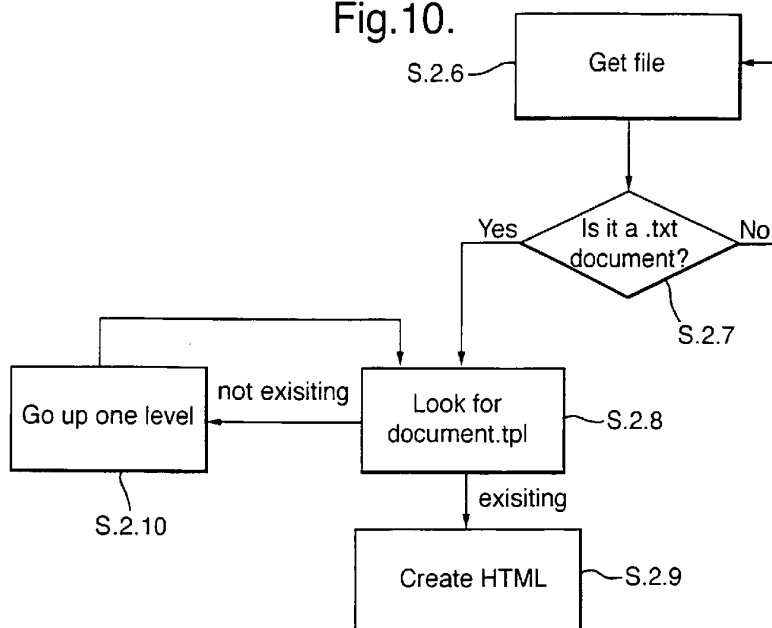 Fig.10.
S.2.6
Get file
Yes
Is it a .txt
document?
No
S.2.7
Go up one level
not exisiting
Look for
document.tpl
S.2.8
S.2.10
exisiting
Create HTML
S.2.9